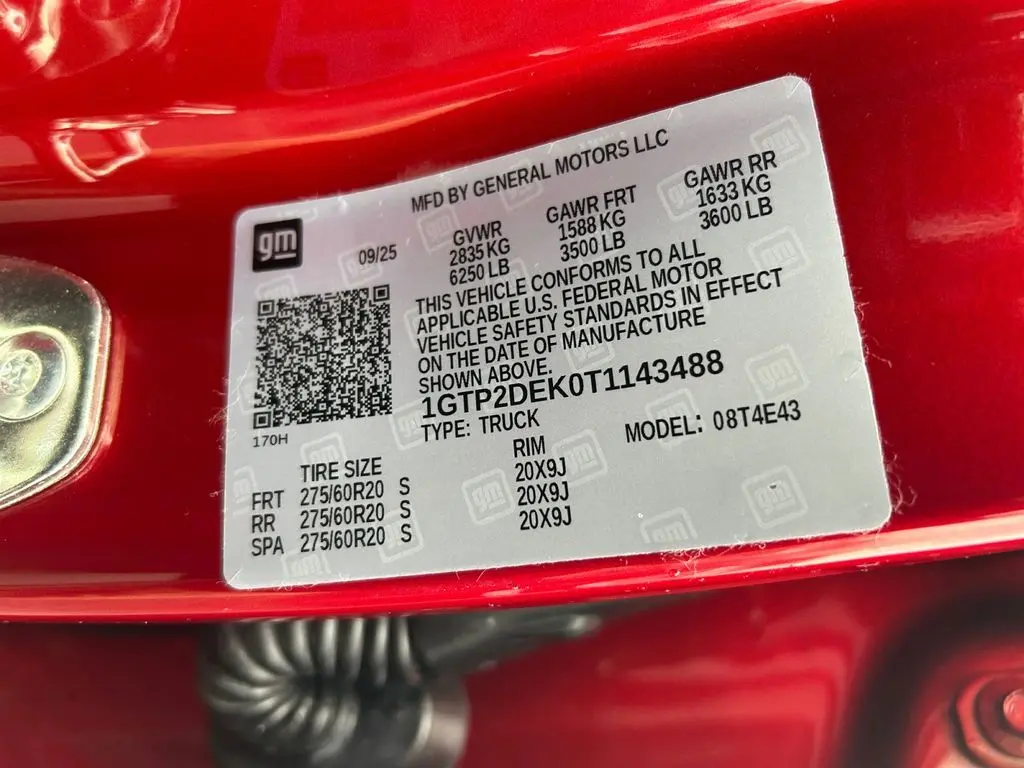 MFD BY GENERAL MOTORS LLC
gm
09/25
GVWR
2835 KG
6250 LB
GAWR FRT
1588 KG
3500 LB
GAWR RR
1633 KG
3600 LB
THIS VEHICLE CONFORMS TO ALL
APPLICABLE U.S. FEDERAL MOTOR
VEHICLE SAFETY STANDARDS IN EFFECT
ON THE DATE OF MANUFACTURE
SHOWN ABOVE.
1GTP2DEK0T1143488
TYPE: TRUCK
MODEL: 08T4E43
170H
TIRE SIZE RIM
FRT 275/60R20 S 20X9J
RR 275/60R20 S 20X9J
SPA 275/60R20 S 20X9J